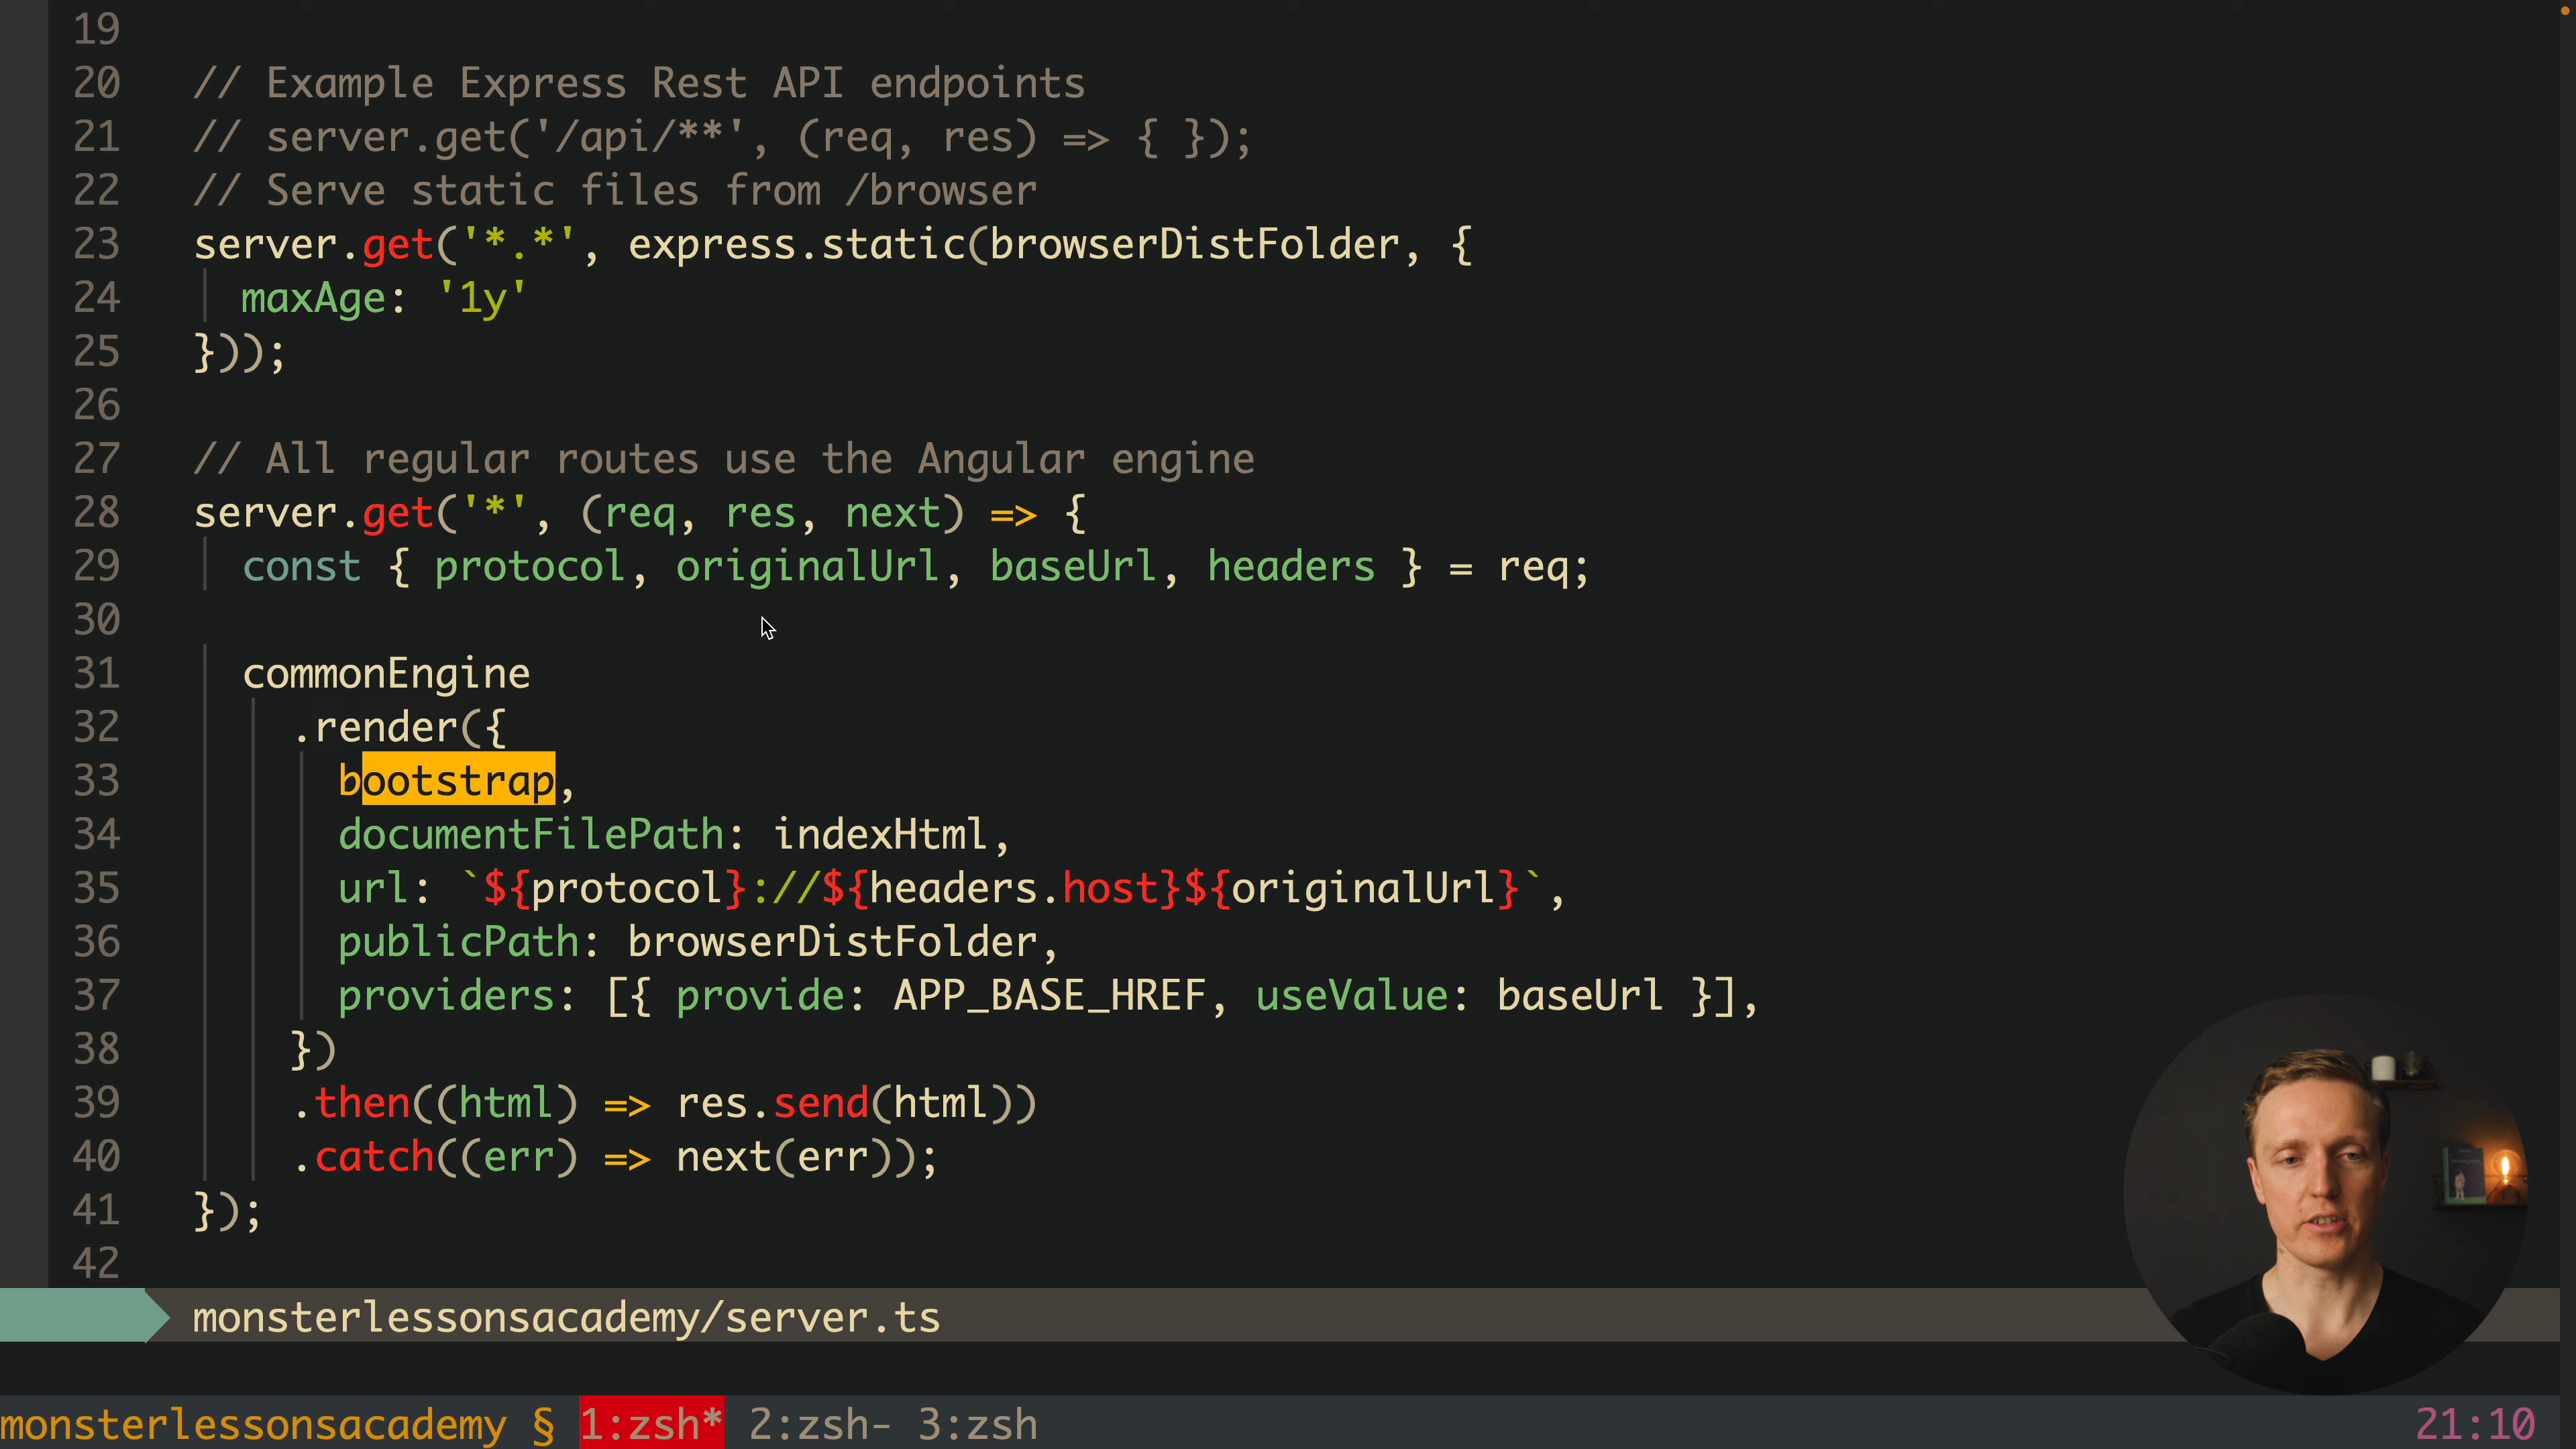 19
20 // Example Express Rest API endpoints
21 // server.get('/api/**', (req, res) => { });
22 // Serve static files from /browser
23 server.get('*.*', express.static(browserDistFolder, {
24 maxAge: '1y'
25 }));
26
27 // All regular routes use the Angular engine
28 server.get('*', (req, res, next) => {
29 const { protocol, originalUrl, baseUrl, headers } = req;
30
31 commonEngine
32 .render({
33 bootstrap,
34 documentFilePath: indexHtml,
35 url: `${protocol}://${headers.host}${originalUrl}`,
36 publicPath: browserDistFolder,
37 providers: [{ provide: APP_BASE_HREF, useValue: baseUrl }],
38 })
39 .then((html) => res.send(html))
40 .catch((err) => next(err));
41 });
42
monsterlessonsacademy/server.ts
monsterlessonsacademy § 1:zsh* 2:zsh- 3:zsh 21:10